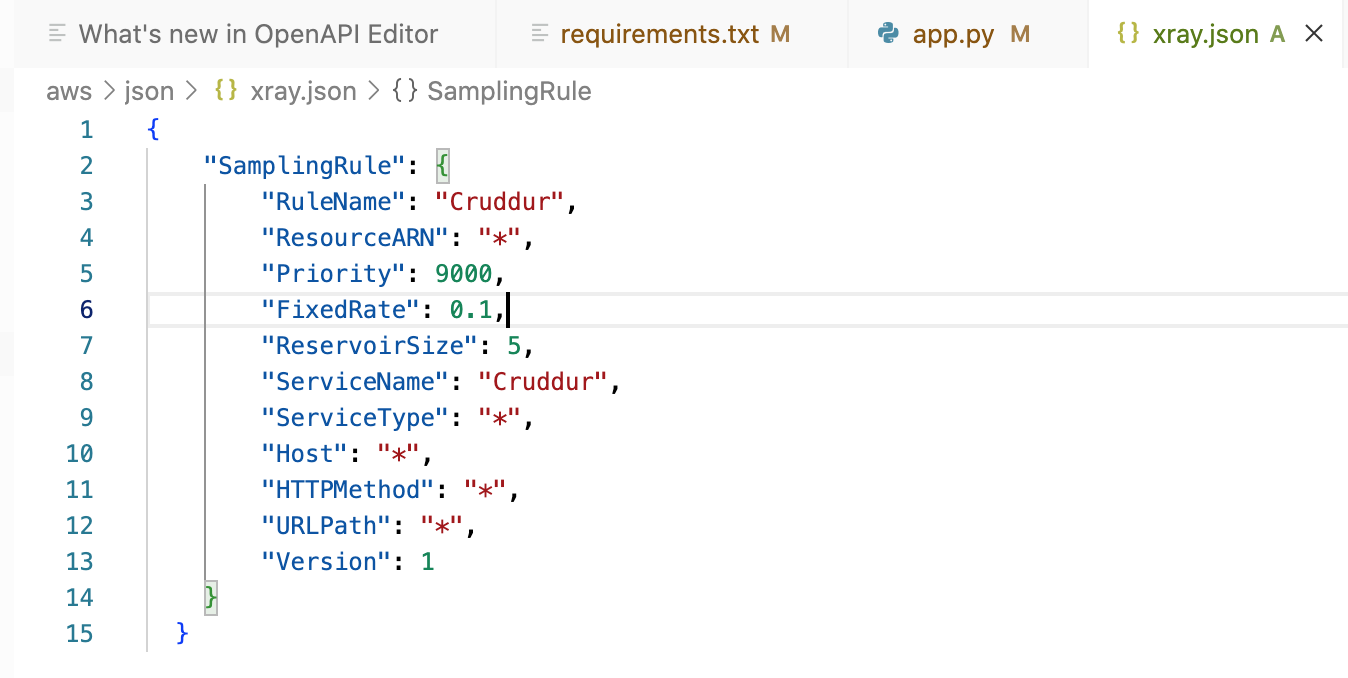 What's new in OpenAPI Editor requirements.txt M app.py M {} xray.json A
aws > json > {} xray.json > {} SamplingRule
1 {
2 "SamplingRule": {
3 "RuleName": "Cruddur",
4 "ResourceARN": "*",
5 "Priority": 9000,
6 "FixedRate": 0.1,
7 "ReservoirSize": 5,
8 "ServiceName": "Cruddur",
9 "ServiceType": "*",
10 "Host": "*",
11 "HTTPMethod": "*",
12 "URLPath": "*",
13 "Version": 1
14 }
15 }